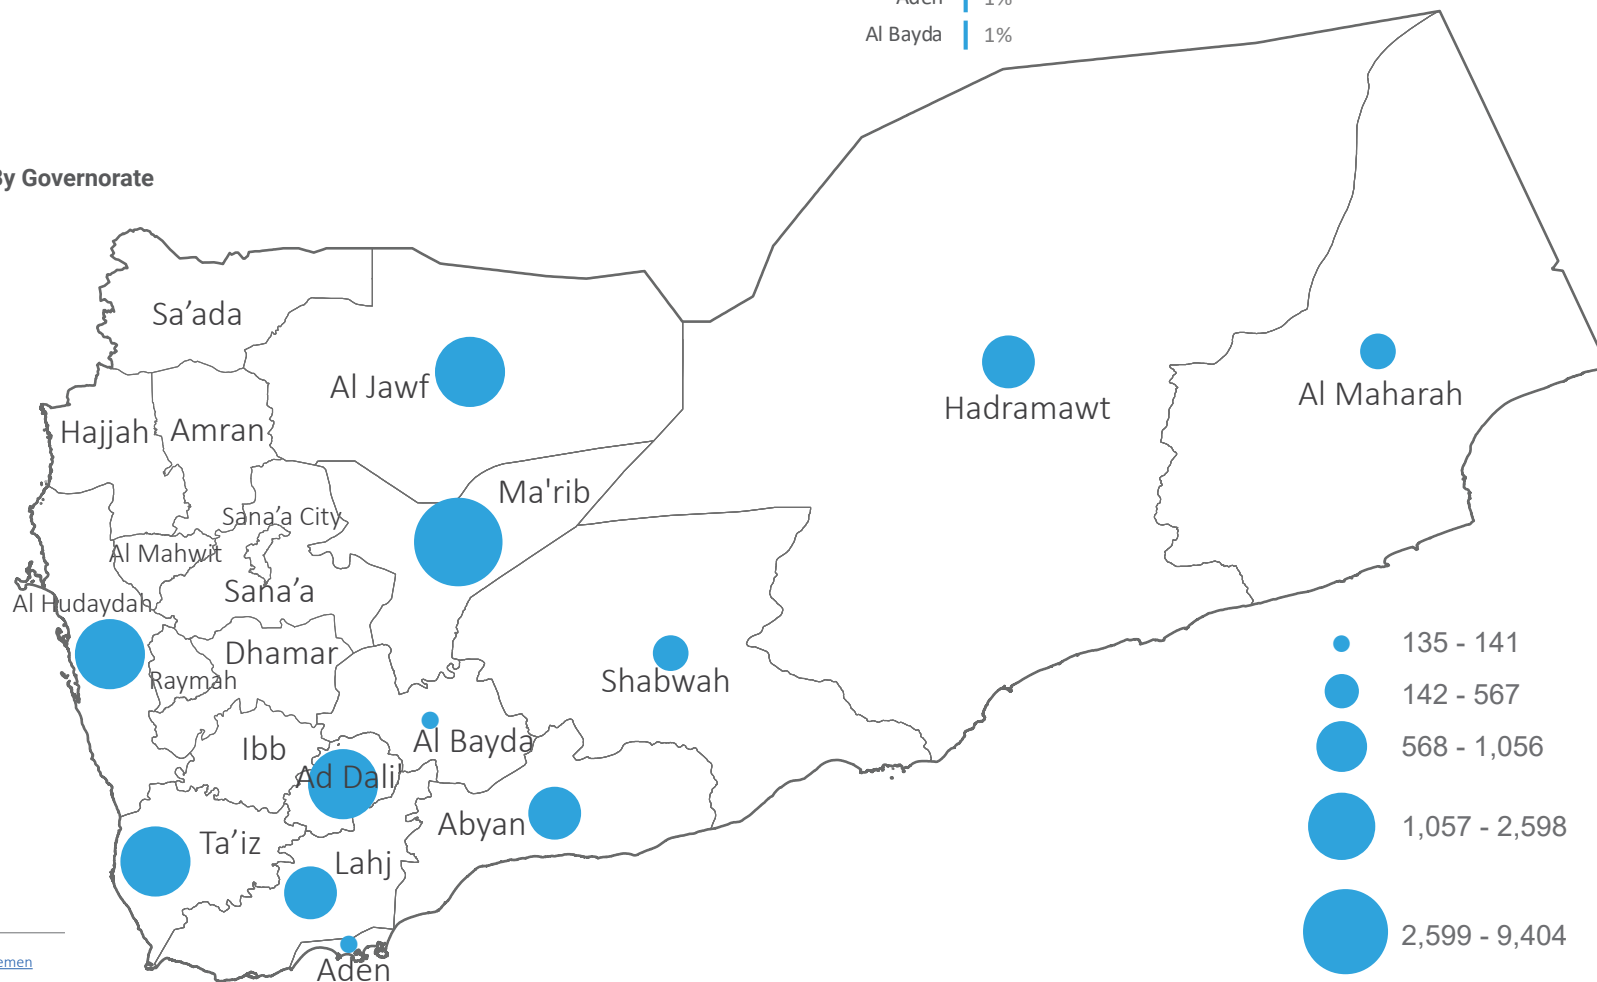 Aden 1%
Al Bayda 1%
By Governorate
Sa’ada
Al Jawf
Hadramawt
Al Maharah
Hajjah
Amran
Ma'rib
Sana’a City
Al Mahwit
Sana’a
Al Hudaydah
Dhamar
Raymah
Shabwah
Ibb
Al Bayda
Ad Dali'
Abyan
Ta’iz
Lahj
Aden
135 - 141
142 - 567
568 - 1,056
1,057 - 2,598
2,599 - 9,404